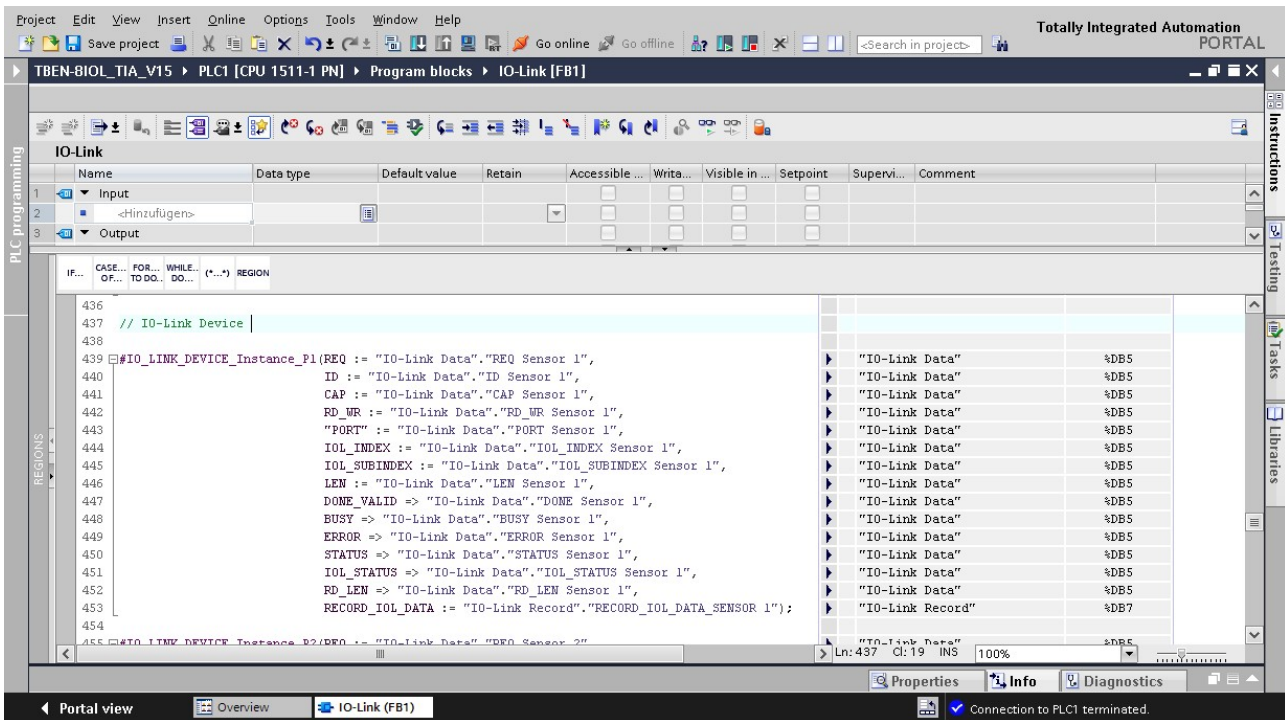 Project Edit View Insert Online Options Tools Window Help
Totally Integrated Automation
PORTAL
Save project Go online Go offline <Search in project>
TBEN-BIOL_TIA_V15 PLC1 [CPU 1511-1 PN] Program blocks IO-Link [FB1]
IO-Link
Name Data type Default value Retain Accessible ... Writa... Visible in ... Setpoint Supervi... Comment
1 Input
2 <Hinzufügen>
3 Output
IF... CASE... OF... FOR... TO DO.. WHILE.. DO... (*...*) REGION
436
437 // IO-Link Device
438
439 #IO_LINK_DEVICE_Instance_P1(REQ := "IO-Link Data"."REQ Sensor 1", "IO-Link Data" %DB5
440 ID := "IO-Link Data"."ID Sensor 1", "IO-Link Data" %DB5
441 CAP := "IO-Link Data"."CAP Sensor 1", "IO-Link Data" %DB5
442 RD_WR := "IO-Link Data"."RD_WR Sensor 1", "IO-Link Data" %DB5
443 "PORT" := "IO-Link Data"."PORT Sensor 1", "IO-Link Data" %DB5
444 IOL_INDEX := "IO-Link Data"."IOL_INDEX Sensor 1", "IO-Link Data" %DB5
445 IOL_SUBINDEX := "IO-Link Data"."IOL_SUBINDEX Sensor 1", "IO-Link Data" %DB5
446 LEN := "IO-Link Data"."LEN Sensor 1", "IO-Link Data" %DB5
447 DONE_VALID => "IO-Link Data"."DONE Sensor 1", "IO-Link Data" %DB5
448 BUSY => "IO-Link Data"."BUSY Sensor 1", "IO-Link Data" %DB5
449 ERROR => "IO-Link Data"."ERROR Sensor 1", "IO-Link Data" %DB5
450 STATUS => "IO-Link Data"."STATUS Sensor 1", "IO-Link Data" %DB5
451 IOL_STATUS => "IO-Link Data"."IOL_STATUS Sensor 1", "IO-Link Data" %DB5
452 RD_LEN => "IO-Link Data"."RD_LEN Sensor 1", "IO-Link Data" %DB5
453 RECORD_IOL_DATA := "IO-Link Record"."RECORD_IOL_DATA_SENSOR 1"); "IO-Link Record" %DB7
454
455 #IO_LINK_DEVICE_Instance_P2(REQ := "IO-Link Data"."REQ Sensor 2", "IO-Link Data" %DB5
Ln: 437 Cl: 19 INS 100%
Properties Info Diagnostics
Portal view Overview IO-Link (FB1) Connection to PLC1 terminated.
PLC programming
REGIONS
Instructions
Testing
Tasks
Libraries